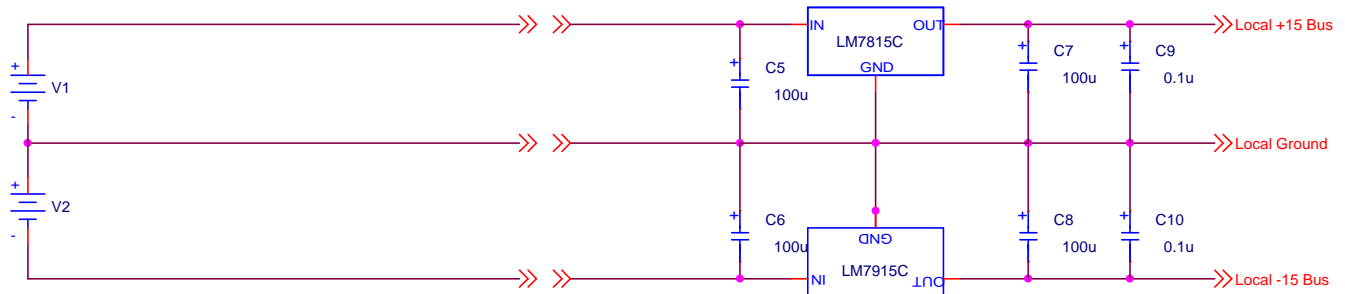 IN
OUT
Local +15 Bus
LM7815C
GND
+
+
+
+
C5
C7
C9
V1
100u
100u
0.1u
-
Local Ground
+
V2
+
+
+
C6
C8
C10
-
100u
GND
100u
0.1u
LM7915C
IN
OUT
Local -15 Bus